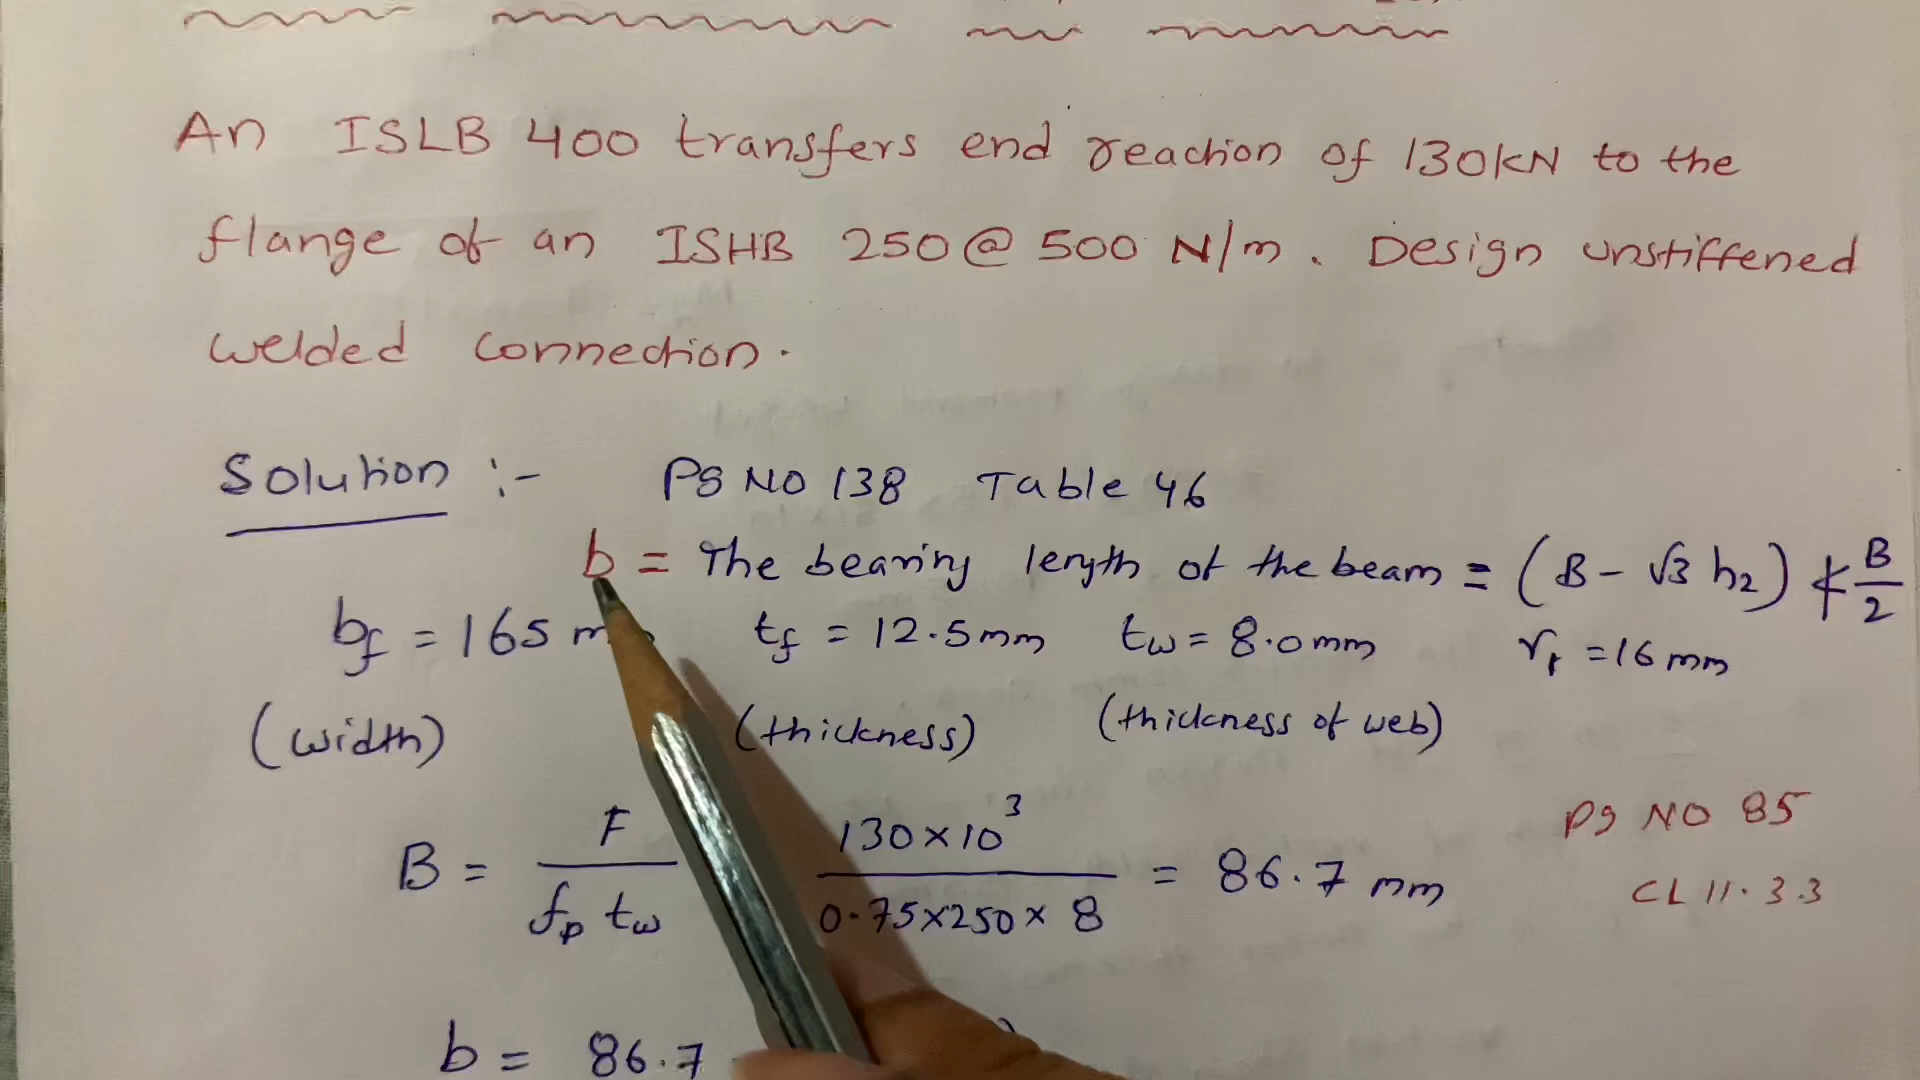 An ISLB 400 transfers end reaction of 130KN to the
flange of an ISHB 250 @ 500 N/m. Design unstiffened
welded connection.
Solution :- Pg NO 138 Table 46
b = The bearing length of the beam = (B - √3 h2) ≮ B/2
bf = 165 tf = 12.5mm tw = 8.0mm r1 = 16 mm
(width) (thickness) (thickness of web)
B = F / fp tw 130×10³ / 0.75×250×8 = 86.7 mm
Pg NO 85
CL 11.3.3
b = 86.7